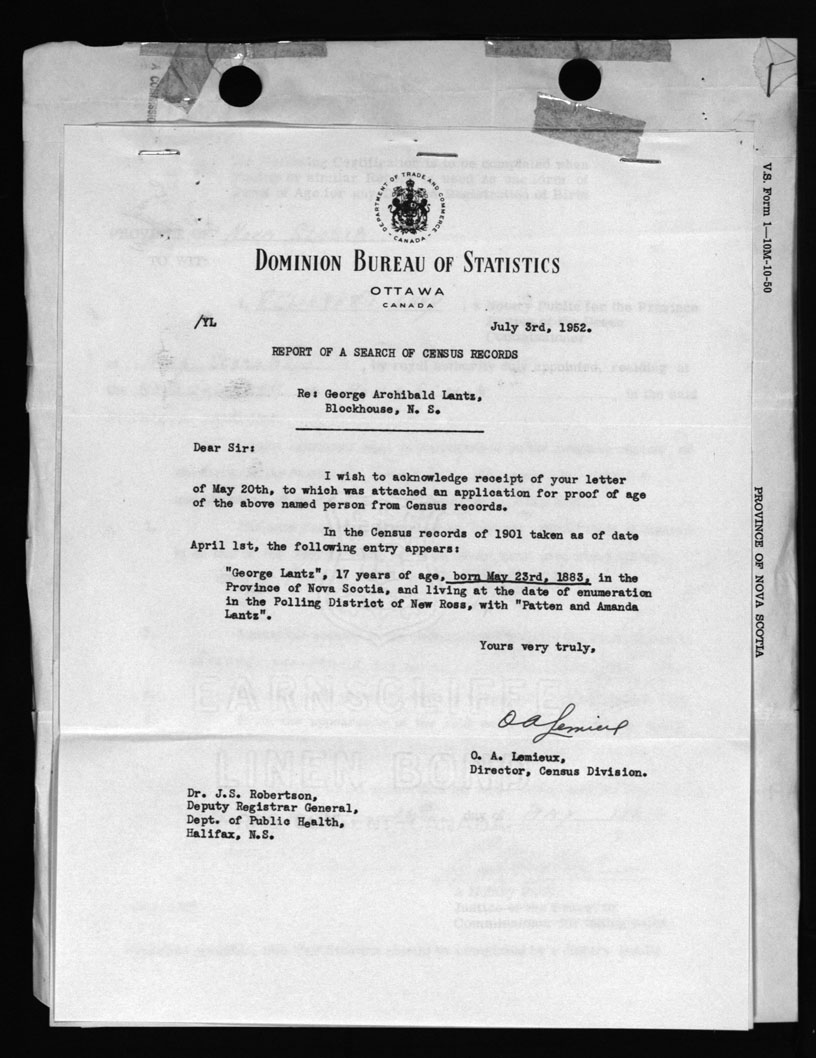 DEPARTMENT OF TRADE AND COMMERCE
- CANADA -
DOMINION BUREAU OF STATISTICS
OTTAWA
CANADA
/YL
July 3rd, 1952.
REPORT OF A SEARCH OF CENSUS RECORDS
Re: George Archibald Lantz,
Blockhouse, N. S.
Dear Sir:
I wish to acknowledge receipt of your letter
of May 20th, to which was attached an application for proof of age
of the above named person from Census records.
In the Census records of 1901 taken as of date
April 1st, the following entry appears:
"George Lantz", 17 years of age, born May 23rd, 1883, in the
Province of Nova Scotia, and living at the date of enumeration
in the Polling District of New Ross, with "Patten and Amanda
Lantz".
Yours very truly,
O A Lemieux
O. A. Lemieux,
Director, Census Division.
Dr. J.S. Robertson,
Deputy Registrar General,
Dept. of Public Health,
Halifax, N.S.
V.S. Form 1—10M-10-50
PROVINCE OF NOVA SCOTIA
EARNSCLIFFE
LINEN BOND